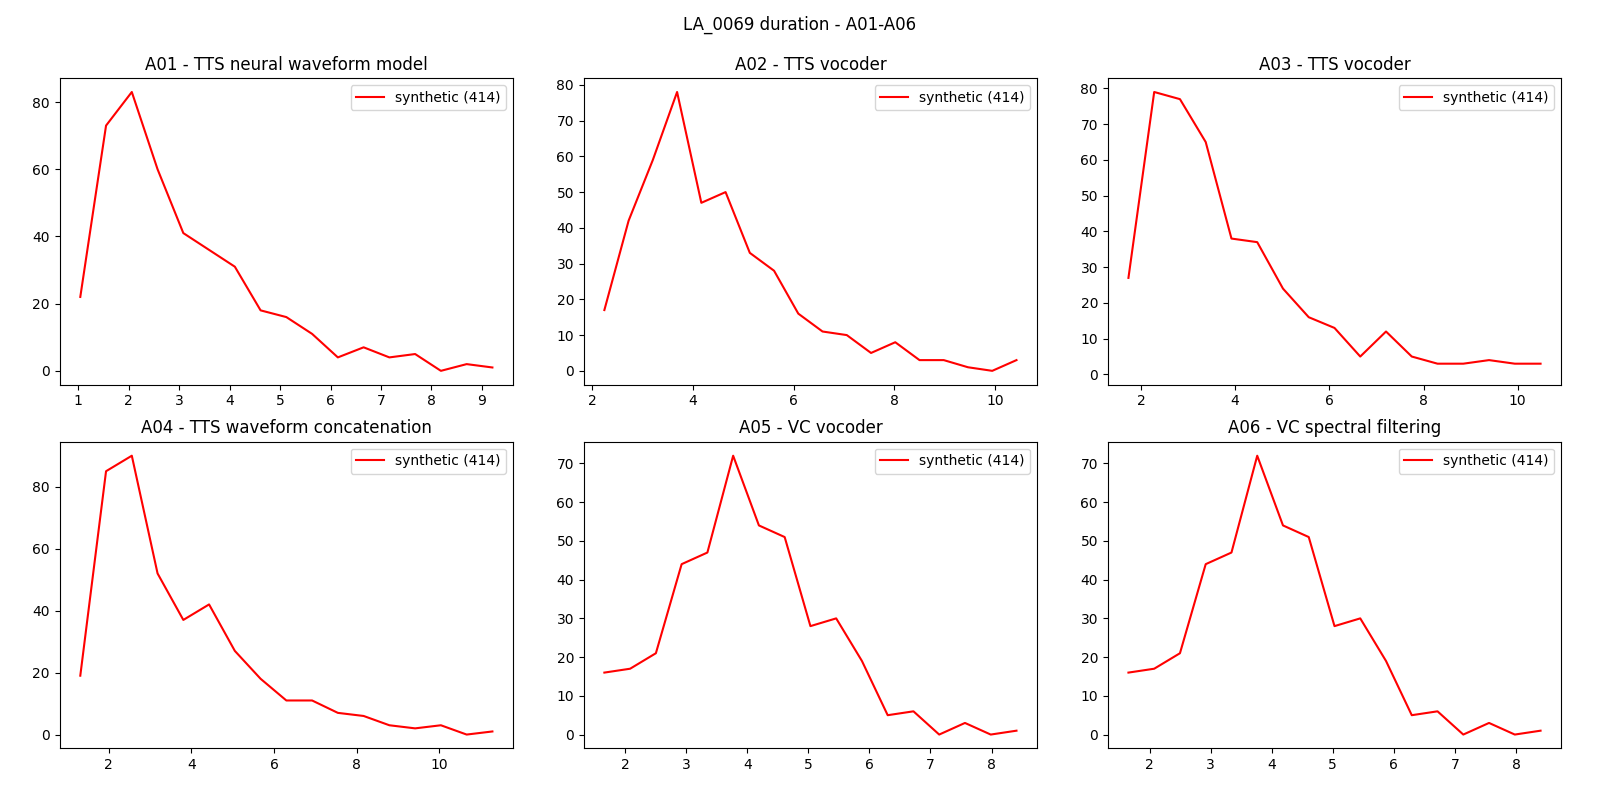 LA_0069 duration - A01-A06
A01 - TTS neural waveform model
synthetic (414)
80
60
40
20
0
1 2 3 4 5 6 7 8 9
A02 - TTS vocoder
synthetic (414)
80
70
60
50
40
30
20
10
0
2 4 6 8 10
A03 - TTS vocoder
synthetic (414)
80
70
60
50
40
30
20
10
0
2 4 6 8 10
A04 - TTS waveform concatenation
synthetic (414)
80
60
40
20
0
2 4 6 8 10
A05 - VC vocoder
synthetic (414)
70
60
50
40
30
20
10
0
2 3 4 5 6 7 8
A06 - VC spectral filtering
synthetic (414)
70
60
50
40
30
20
10
0
2 3 4 5 6 7 8